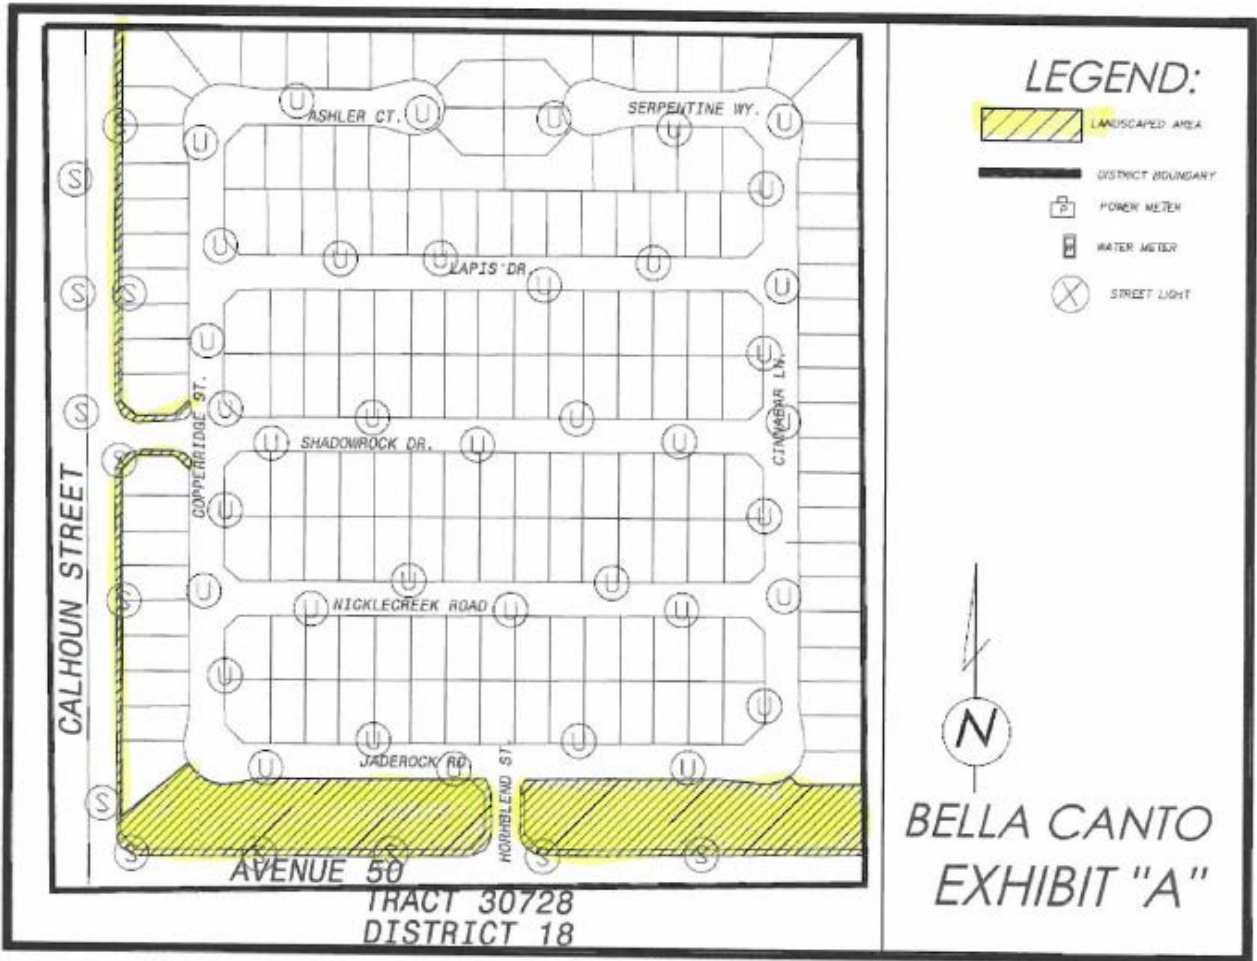 LEGEND:
LANDSCAPED AREA
DISTRICT BOUNDARY
P
POWER METER
WATER METER
STREET LIGHT
ASHLER CT.
SERPENTINE WY.
LAPIS DR.
COPPERRIDGE ST.
SHADOWROCK DR.
CINNABAR LN.
NICKLECREEK ROAD
JADEROCK RD.
HORNBLEND ST.
CALHOUN STREET
AVENUE 50
TRACT 30728
DISTRICT 18
N
BELLA CANTO
EXHIBIT "A"